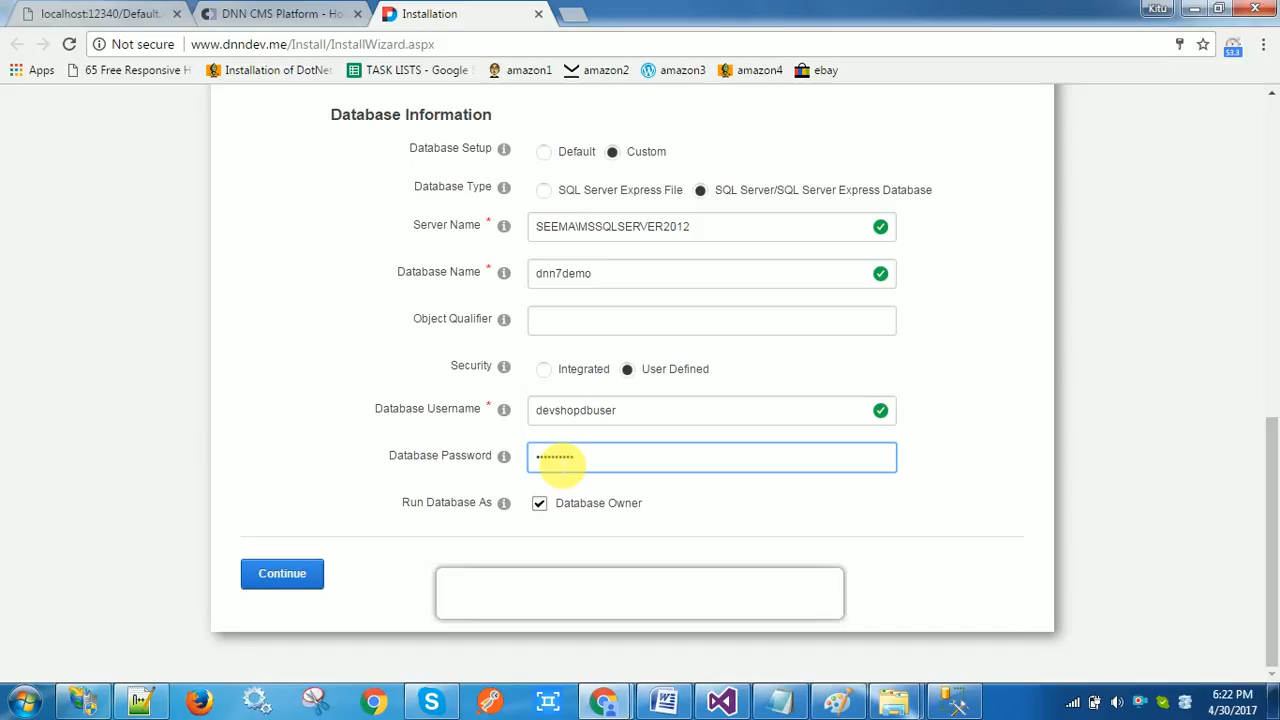 localhost:12340/Default.
DNN CMS Platform - Ho
Installation
Kitu
Not secure
www.dnndev.me/Install/InstallWizard.aspx
$3.3
Apps
65 Free Responsive H
Installation of DotNe
TASK LISTS - Google
amazon1
amazon2
amazon3
amazon4
ebay
Database Information
Database Setup
Default
Custom
Database Type
SQL Server Express File
SQL Server/SQL Server Express Database
Server Name *
SEEMA\MSSQLSERVER2012
Database Name *
dnn7demo
Object Qualifier
Security
Integrated
User Defined
Database Username *
devshopdbuser
Database Password
••••••••••
Run Database As
Database Owner
Continue
6:22 PM
4/30/2017